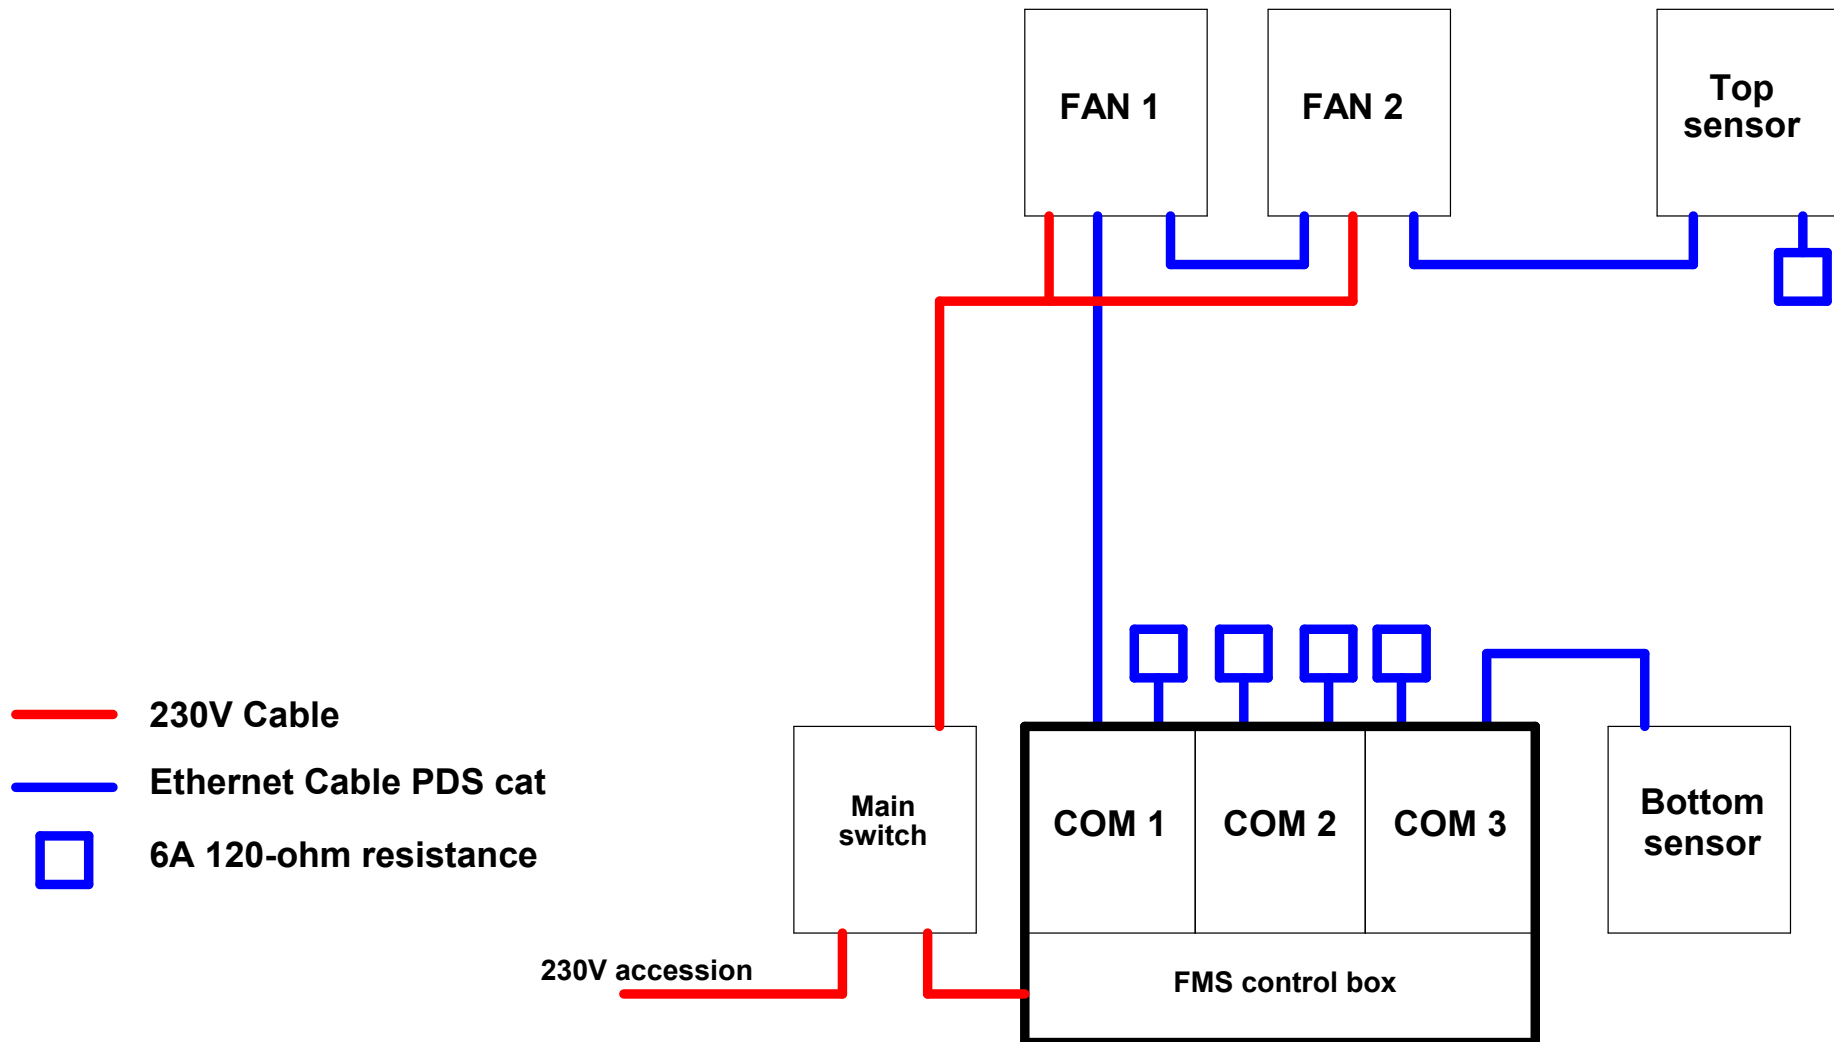 FAN 1
FAN 2
Top
sensor
230V Cable
Ethernet Cable PDS cat
6A 120-ohm resistance
Main
switch
COM 1
COM 2
COM 3
Bottom
sensor
230V accession
FMS control box